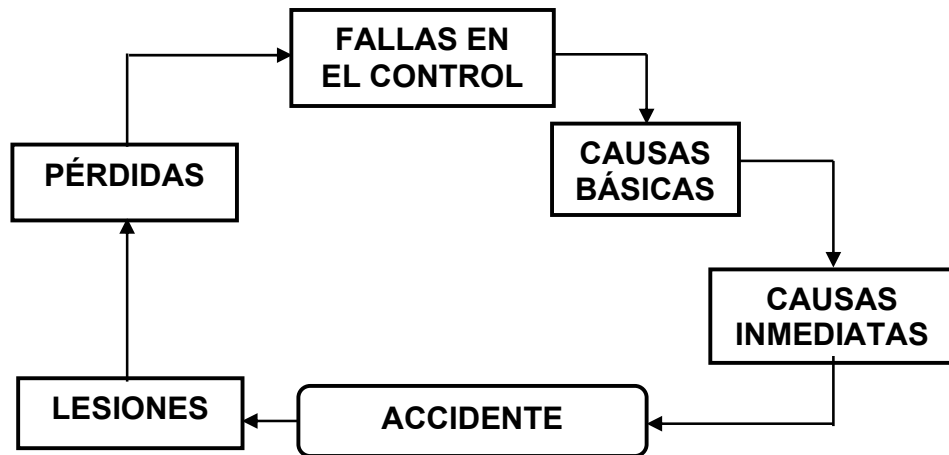 FALLAS EN
EL CONTROL
CAUSAS
BÁSICAS
CAUSAS
INMEDIATAS
ACCIDENTE
LESIONES
PÉRDIDAS